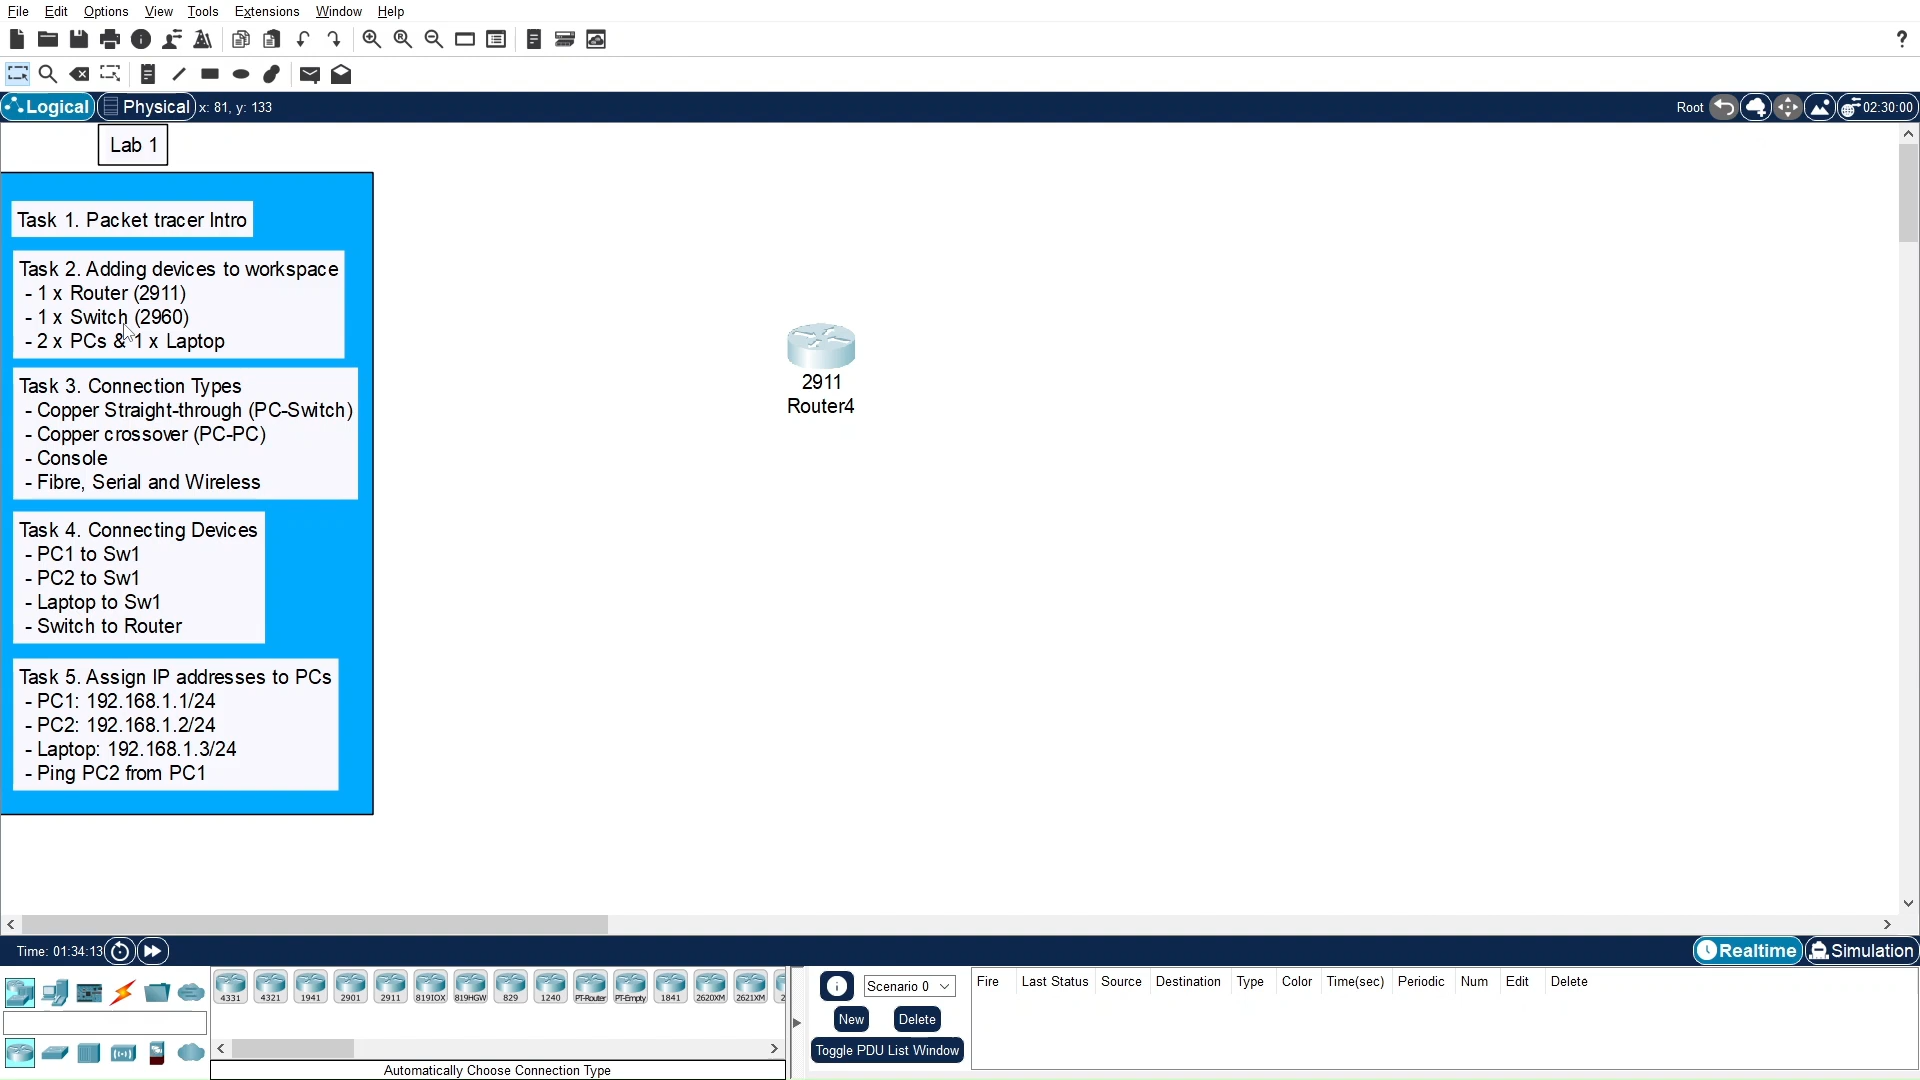 File Edit Options View Tools Extensions Window Help
?
Logical Physical x: 81, y: 133 Root 02:30:00
Lab 1
Task 1. Packet tracer Intro
Task 2. Adding devices to workspace
- 1 x Router (2911)
- 1 x Switch (2960)
- 2 x PCs & 1 x Laptop
Task 3. Connection Types
- Copper Straight-through (PC-Switch)
- Copper crossover (PC-PC)
- Console
- Fibre, Serial and Wireless
Task 4. Connecting Devices
- PC1 to Sw1
- PC2 to Sw1
- Laptop to Sw1
- Switch to Router
Task 5. Assign IP addresses to PCs
- PC1: 192.168.1.1/24
- PC2: 192.168.1.2/24
- Laptop: 192.168.1.3/24
- Ping PC2 from PC1
2911
Router4
Time: 01:34:13 Realtime Simulation
4331 4321 1941 2901 2911 819IOX 819HGW 829 1240 PT-Router PT-Empty 1841 2620XM 2621XM 2
Automatically Choose Connection Type
Scenario 0
New Delete
Toggle PDU List Window
Fire Last Status Source Destination Type Color Time(sec) Periodic Num Edit Delete